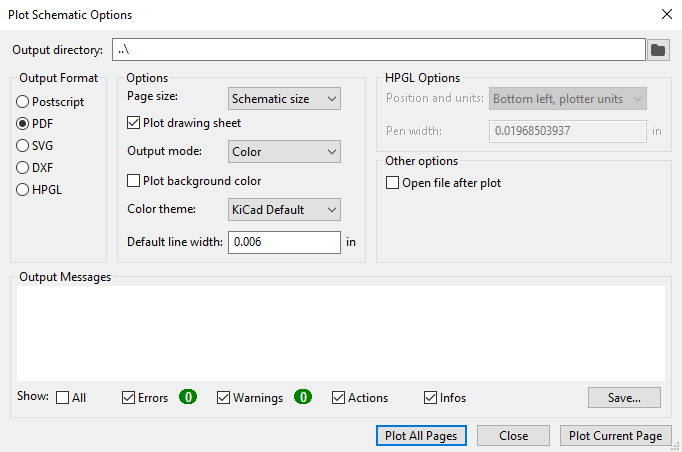 Plot Schematic Options
Output directory: ..\
Output Format
Postscript
PDF
SVG
DXF
HPGL
Options
Page size: Schematic size
Plot drawing sheet
Output mode: Color
Plot background color
Color theme: KiCad Default
Default line width: 0.006 in
HPGL Options
Position and units: Bottom left, plotter units
Pen width: 0.01968503937 in
Other options
Open file after plot
Output Messages
Show: All Errors 0 Warnings 0 Actions Infos Save...
Plot All Pages Close Plot Current Page